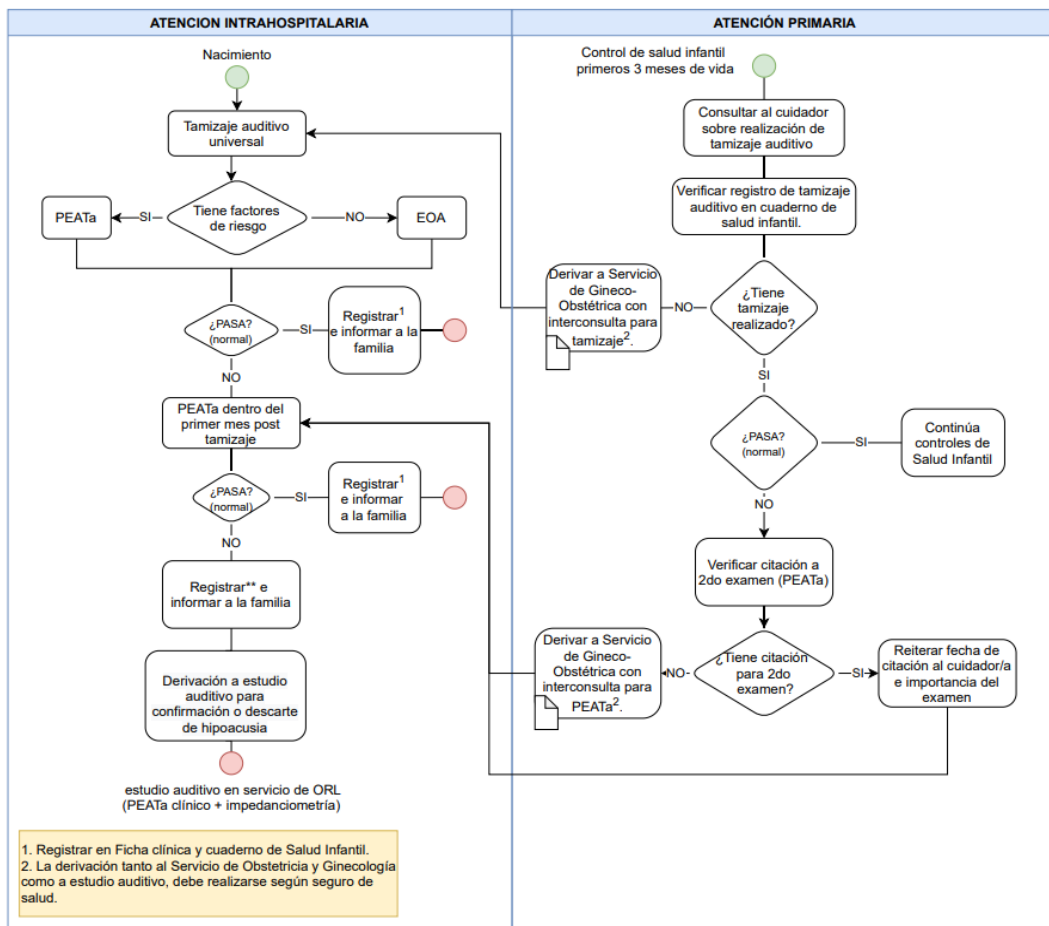 ATENCION INTRAHOSPITALARIA
Nacimiento
Tamizaje auditivo
universal
Tiene factores
de riesgo
SI
PEATa
NO
EOA
¿PASA?
(normal)
SI
Registrar1
e informar a la
familia
NO
PEATa dentro del
primer mes post
tamizaje
¿PASA?
(normal)
SI
Registrar1
e informar
a la familia
NO
Registrar** e
informar a la familia
Derivación a estudio
auditivo para
confirmación o descarte
de hipoacusia
estudio auditivo en servicio de ORL
(PEATa clínico + impedanciometría)
1. Registrar en Ficha clínica y cuaderno de Salud Infantil.
2. La derivación tanto al Servicio de Obstetricia y Ginecología
como a estudio auditivo, debe realizarse según seguro de
salud.
ATENCIÓN PRIMARIA
Control de salud infantil
primeros 3 meses de vida
Consultar al cuidador
sobre realización de
tamizaje auditivo
Verificar registro de tamizaje
auditivo en cuaderno de
salud infantil.
¿Tiene
tamizaje
realizado?
NO
Derivar a Servicio
de Gineco-
Obstétrica con
interconsulta para
tamizaje2.
SI
¿PASA?
(normal)
SI
Continúa
controles de
Salud Infantil
NO
Verificar citación a
2do examen (PEATa)
¿Tiene citación
para 2do
examen?
NO
Derivar a Servicio
de Gineco-
Obstétrica con
interconsulta para
PEATa2.
SI
Reiterar fecha de
citación al cuidador/a
e importancia del
examen